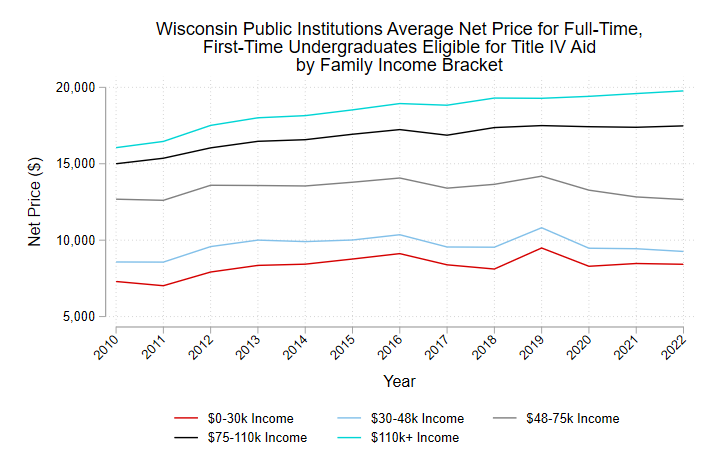 Wisconsin Public Institutions Average Net Price for Full-Time,
First-Time Undergraduates Eligible for Title IV Aid
by Family Income Bracket
Net Price ($)
20,000
15,000
10,000
5,000
2010 2011 2012 2013 2014 2015 2016 2017 2018 2019 2020 2021 2022
Year
$0-30k Income $30-48k Income $48-75k Income
$75-110k Income $110k+ Income